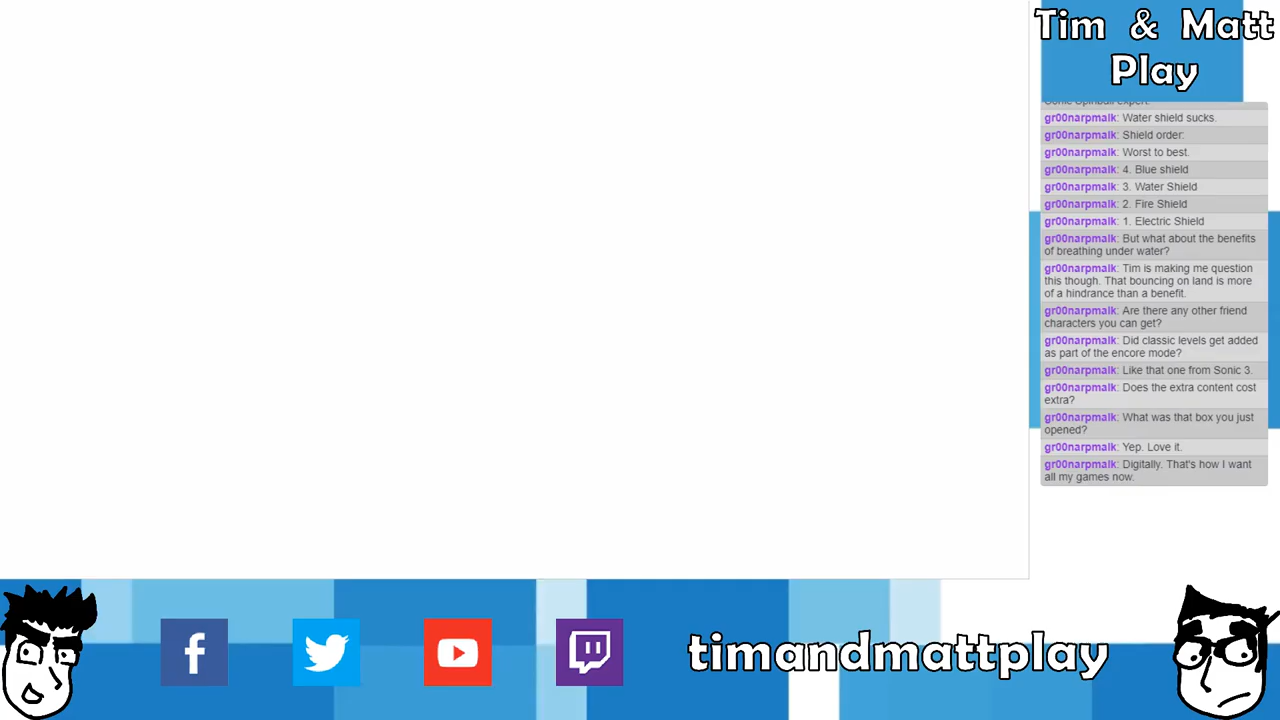 Tim & Matt
Play
Sonic Spinball expert.
gr00narpmalk: Water shield sucks.
gr00narpmalk: Shield order:
gr00narpmalk: Worst to best.
gr00narpmalk: 4. Blue shield
gr00narpmalk: 3. Water Shield
gr00narpmalk: 2. Fire Shield
gr00narpmalk: 1. Electric Shield
gr00narpmalk: But what about the benefits
of breathing under water?
gr00narpmalk: Tim is making me question
this though. That bouncing on land is more
of a hindrance than a benefit.
gr00narpmalk: Are there any other friend
characters you can get?
gr00narpmalk: Did classic levels get added
as part of the encore mode?
gr00narpmalk: Like that one from Sonic 3.
gr00narpmalk: Does the extra content cost
extra?
gr00narpmalk: What was that box you just
opened?
gr00narpmalk: Yep. Love it.
gr00narpmalk: Digitally. That's how I want
all my games now.
timandmattplay